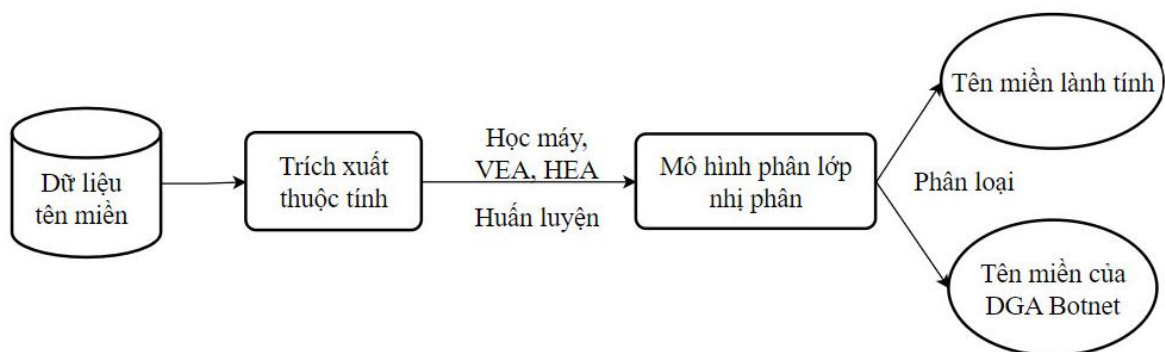 Dữ liệu
tên miền
Trích xuất
thuộc tính
Học máy,
VEA, HEA
Huấn luyện
Mô hình phân lớp
nhị phân
Tên miền lành tính
Phân loại
Tên miền của
DGA Botnet